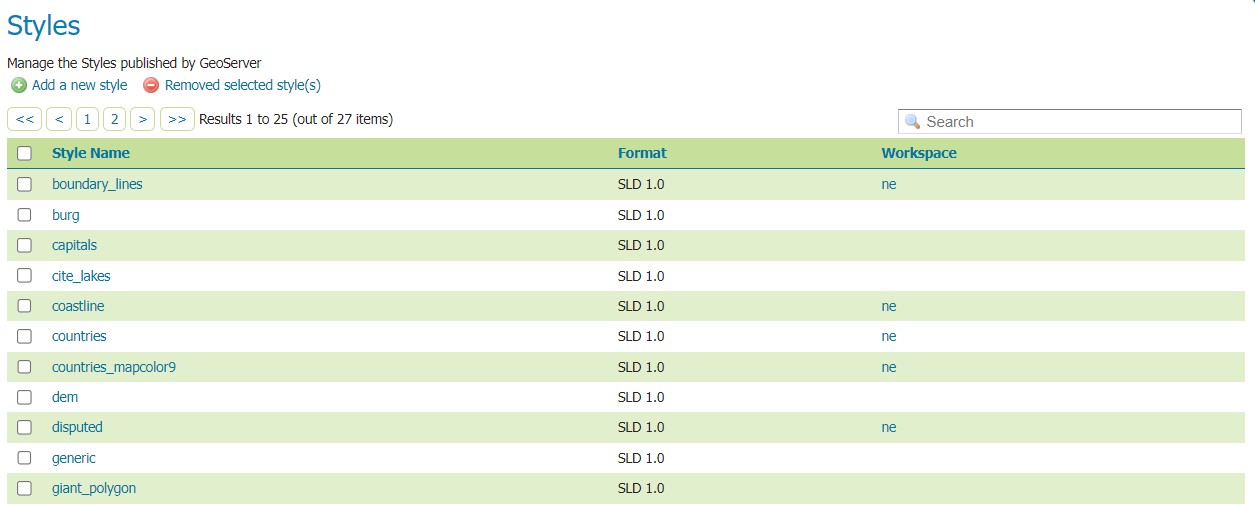 Styles
Manage the Styles published by GeoServer
Add a new style Removed selected style(s)
<< < 1 2 > >> Results 1 to 25 (out of 27 items) Search
Style Name Format Workspace
boundary_lines SLD 1.0 ne
burg SLD 1.0
capitals SLD 1.0
cite_lakes SLD 1.0
coastline SLD 1.0 ne
countries SLD 1.0 ne
countries_mapcolor9 SLD 1.0 ne
dem SLD 1.0
disputed SLD 1.0 ne
generic SLD 1.0
giant_polygon SLD 1.0